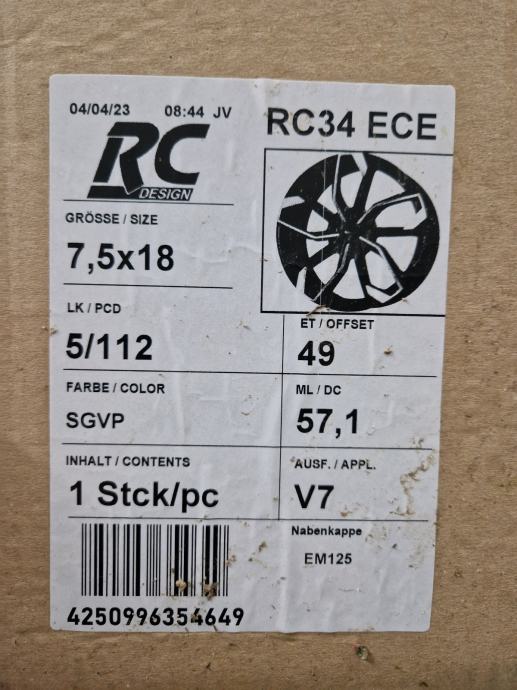 04/04/23 08:44 JV
RC34 ECE
RC
DESIGN
GRÖSSE / SIZE
7,5x18
LK / PCD
5/112
ET / OFFSET
49
FARBE / COLOR
SGVP
ML / DC
57,1
INHALT / CONTENTS
1 Stck/pc
AUSF. / APPL.
V7
Nabenkappe
EM125
4250996354649